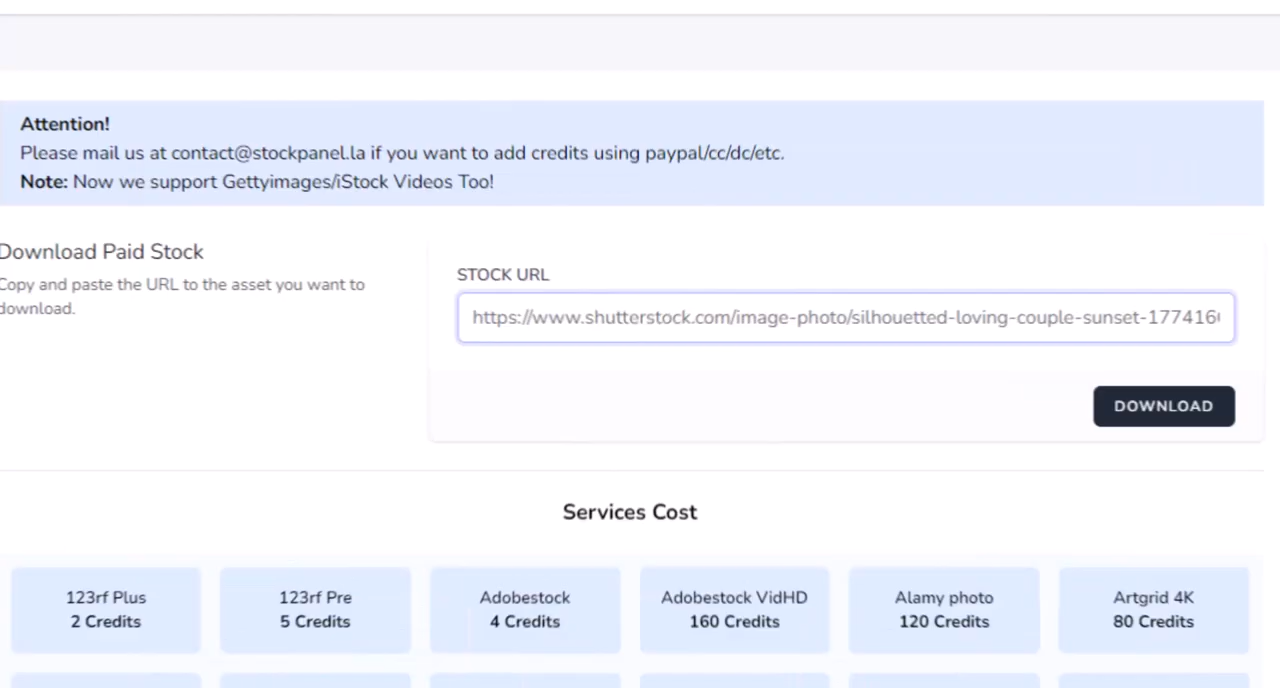 Attention!
Please mail us at contact@stockpanel.la if you want to add credits using paypal/cc/dc/etc.
Note: Now we support Gettyimages/iStock Videos Too!
Download Paid Stock
Copy and paste the URL to the asset you want to
download.
STOCK URL
https://www.shutterstock.com/image-photo/silhouetted-loving-couple-sunset-177416
DOWNLOAD
Services Cost
123rf Plus
2 Credits
123rf Pre
5 Credits
Adobestock
4 Credits
Adobestock VidHD
160 Credits
Alamy photo
120 Credits
Artgrid 4K
80 Credits